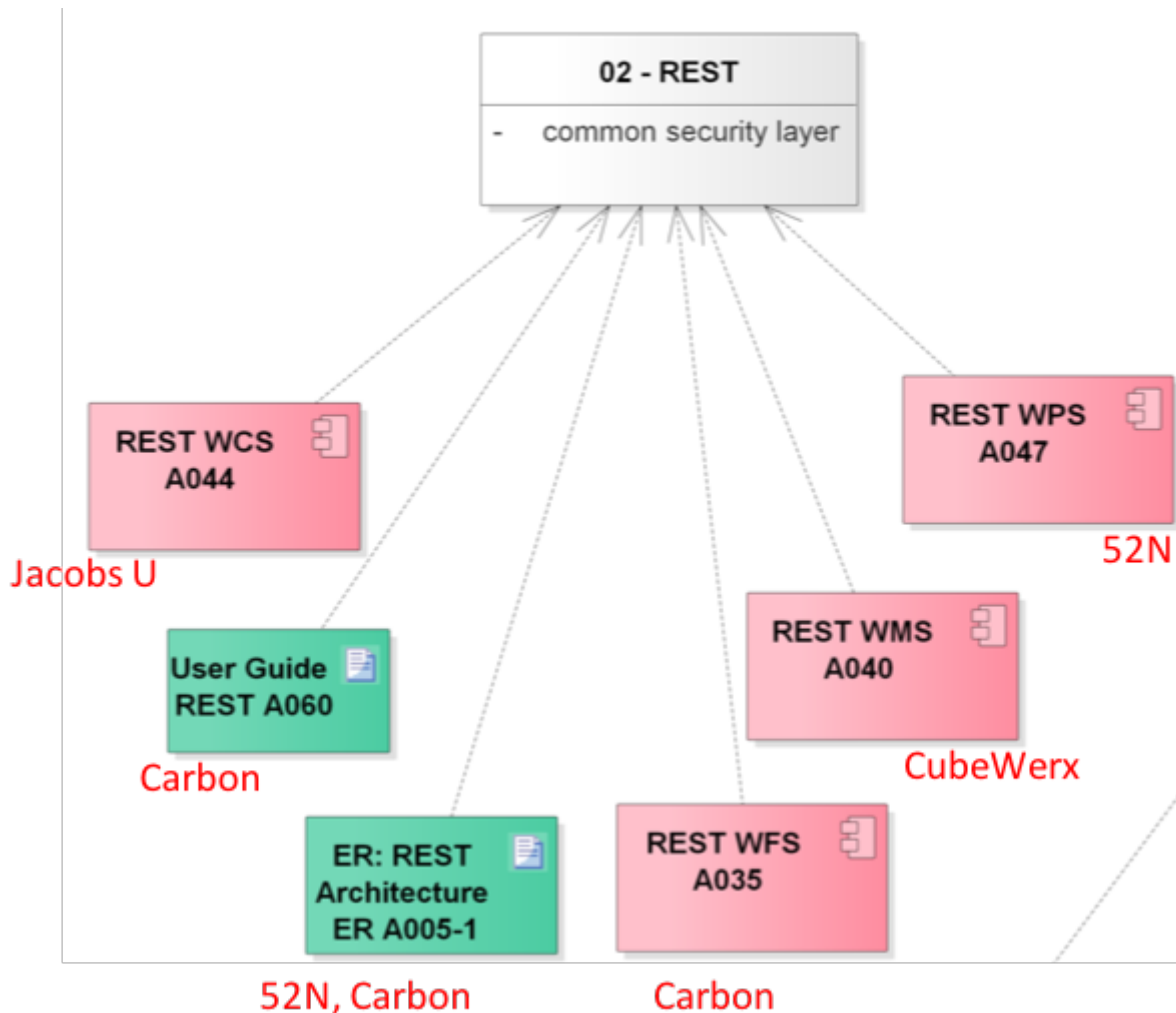 02 - REST
- common security layer
REST WCS
A044
Jacobs U
REST WPS
A047
52N
User Guide
REST A060
Carbon
REST WMS
A040
CubeWerx
ER: REST
Architecture
ER A005-1
52N, Carbon
REST WFS
A035
Carbon